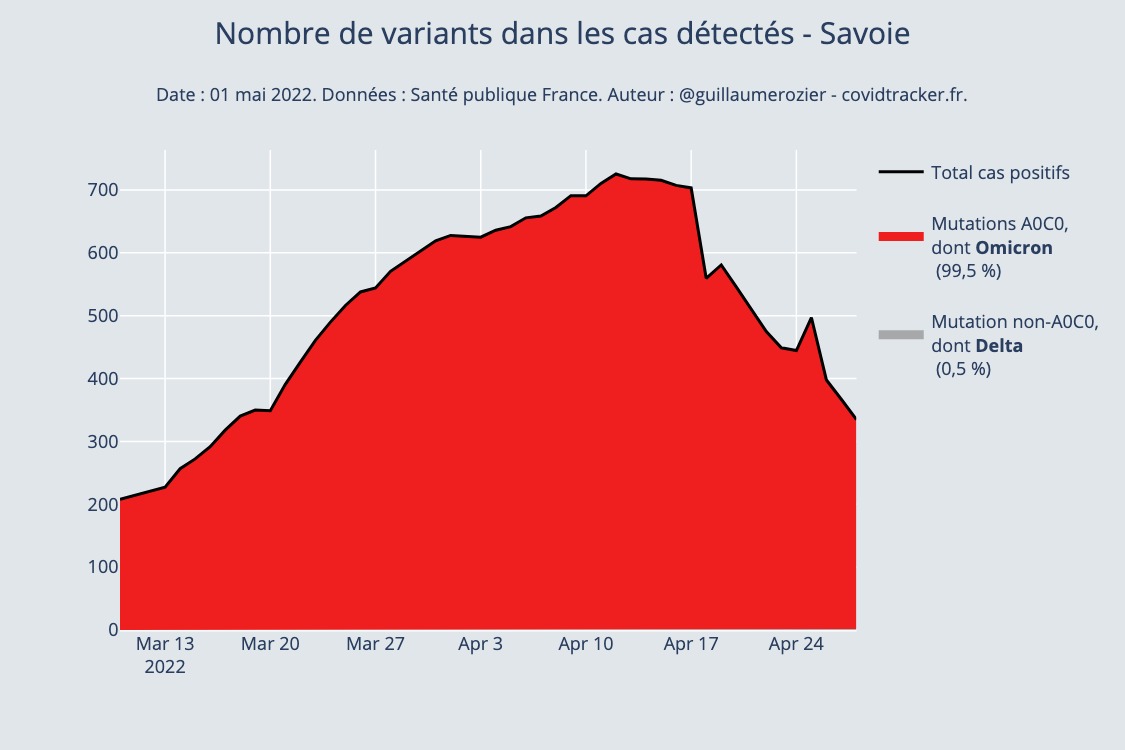 Nombre de variants dans les cas détectés - Savoie
Date : 01 mai 2022. Données : Santé publique France. Auteur : @guillaumerozier - covidtracker.fr.
Total cas positifs
Mutations A0C0,
dont Omicron
(99,5 %)
Mutation non-A0C0,
dont Delta
(0,5 %)
700
600
500
400
300
200
100
0
Mar 13
2022
Mar 20
Mar 27
Apr 3
Apr 10
Apr 17
Apr 24